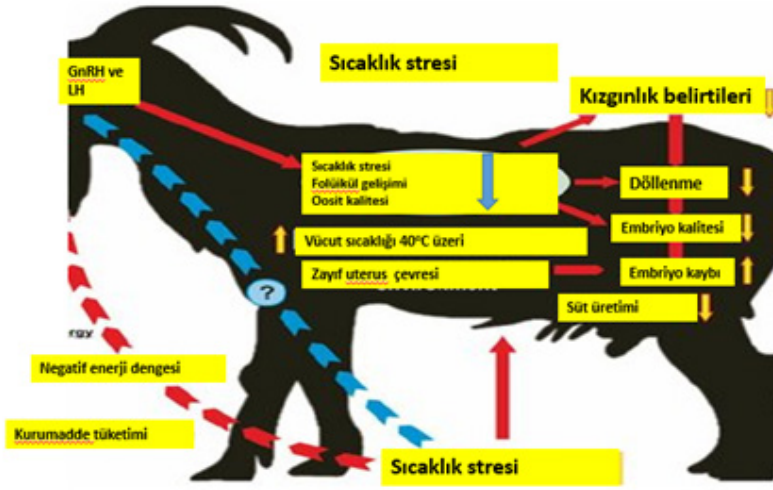 Sıcaklık stresi
GnRH ve
LH
Kızgınlık belirtileri
Sıcaklık stresi
Folüikül gelişimi
Oosit kalitesi
Döllenme
Embriyo kalitesi
Vücut sıcaklığı 40°C üzeri
Zayıf uterus çevresi
Embriyo kaybı
Süt üretimi
?
Negatif enerji dengesi
Kurumadde tüketimi
Sıcaklık stresi